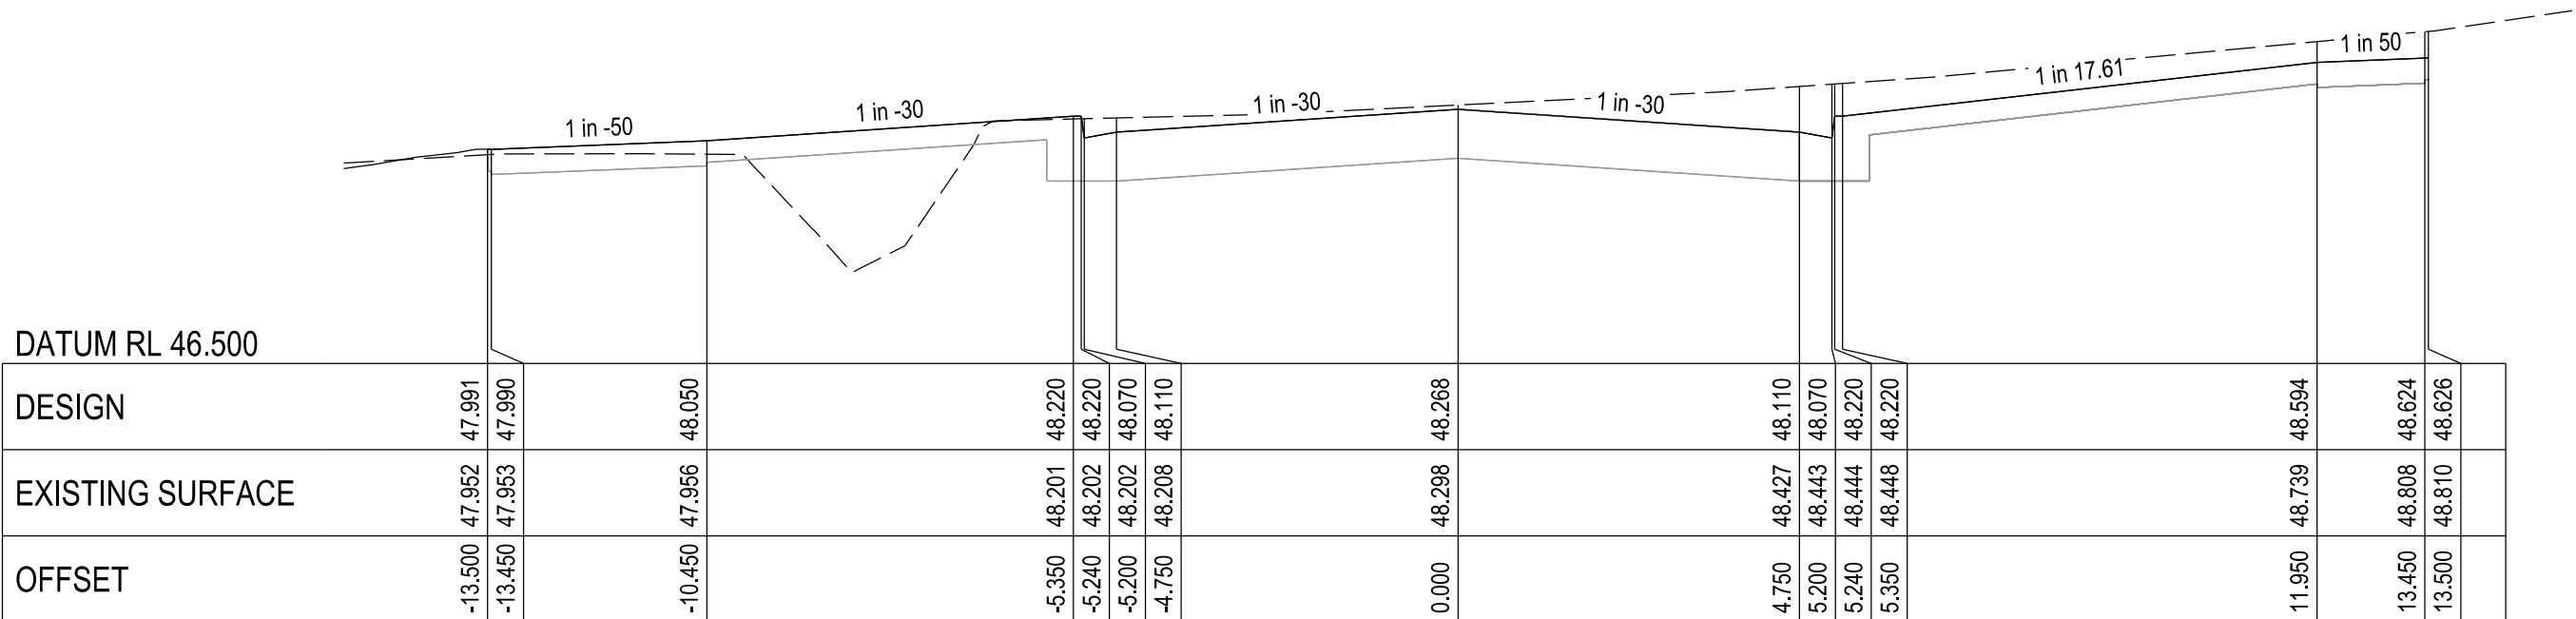 1 in -50
1 in -30
1 in -30
1 in -30
1 in 17.61
1 in 50
DATUM RL 46.500
DESIGN 47.991 47.990 48.050 48.220 48.220 48.070 48.110 48.268 48.110 48.070 48.220 48.220 48.594 48.624 48.626
EXISTING SURFACE 47.952 47.953 47.956 48.201 48.202 48.202 48.208 48.298 48.427 48.443 48.444 48.448 48.739 48.808 48.810
OFFSET -13.500 -13.450 -10.450 -5.350 -5.240 -5.200 -4.750 0.000 4.750 5.200 5.240 5.350 11.950 13.450 13.500